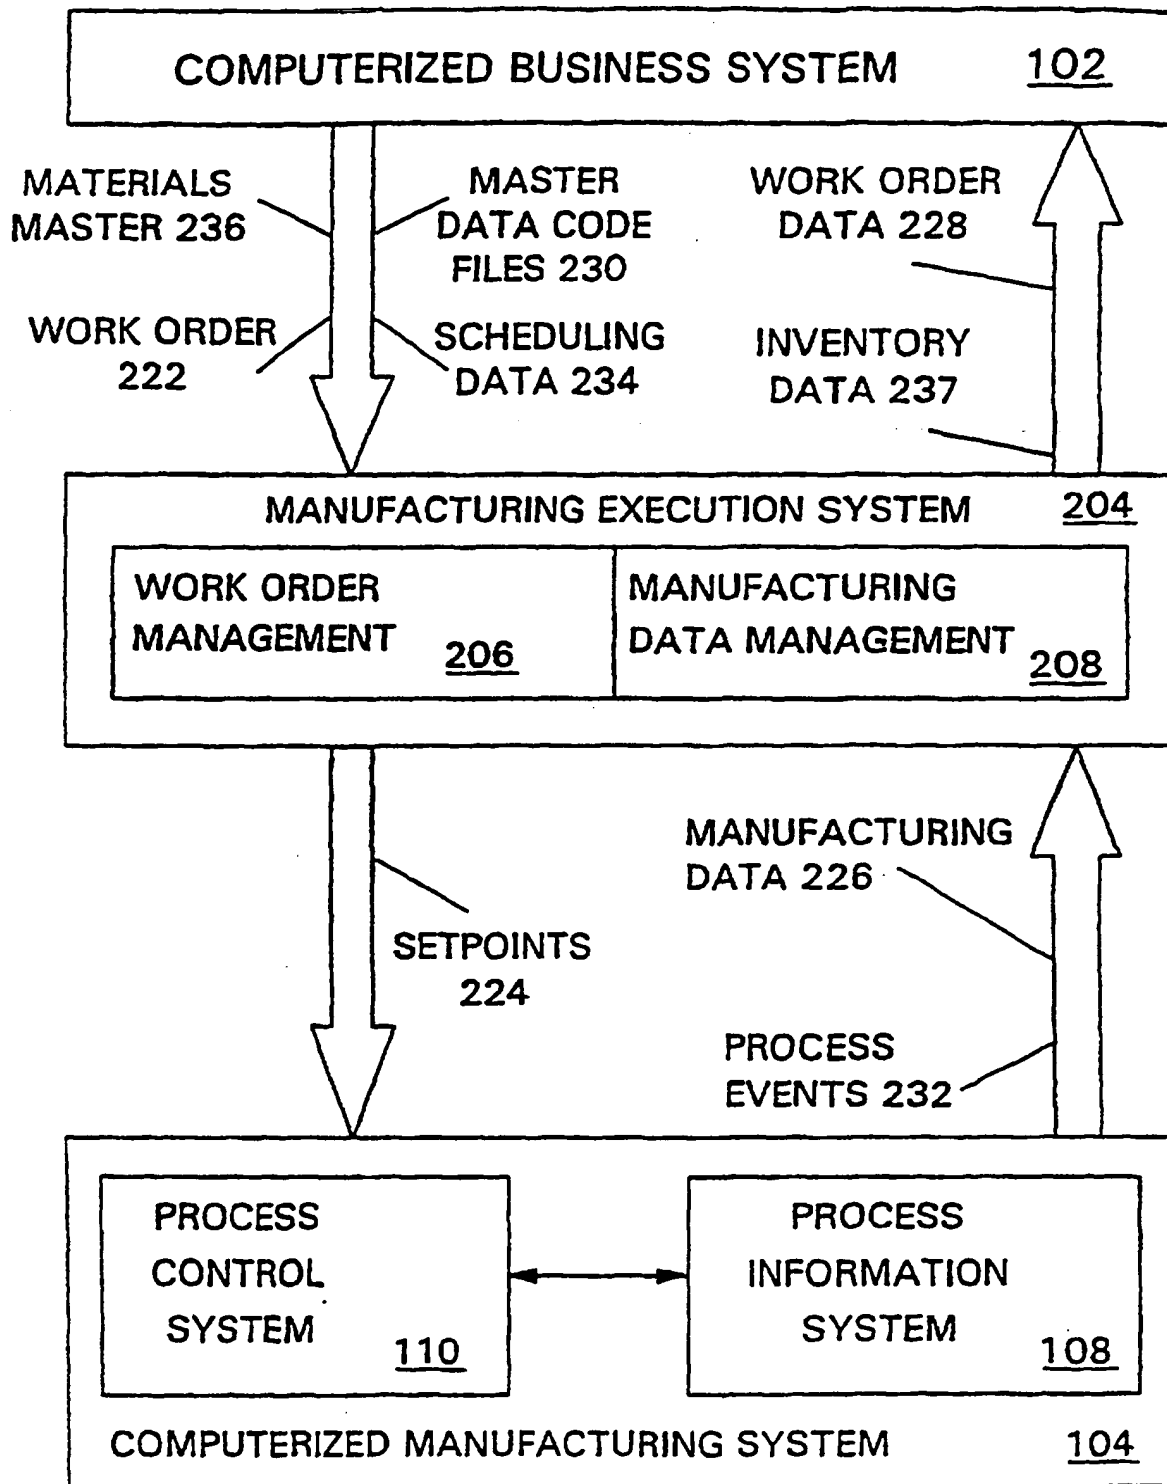 COMPUTERIZED BUSINESS SYSTEM 102
MATERIALS
MASTER 236
MASTER
DATA CODE
FILES 230
WORK ORDER
DATA 228
WORK ORDER
222
SCHEDULING
DATA 234
INVENTORY
DATA 237
MANUFACTURING EXECUTION SYSTEM 204
WORK ORDER
MANAGEMENT 206
MANUFACTURING
DATA MANAGEMENT 208
MANUFACTURING
DATA 226
SETPOINTS
224
PROCESS
EVENTS 232
PROCESS
CONTROL
SYSTEM
110
PROCESS
INFORMATION
SYSTEM
108
COMPUTERIZED MANUFACTURING SYSTEM 104